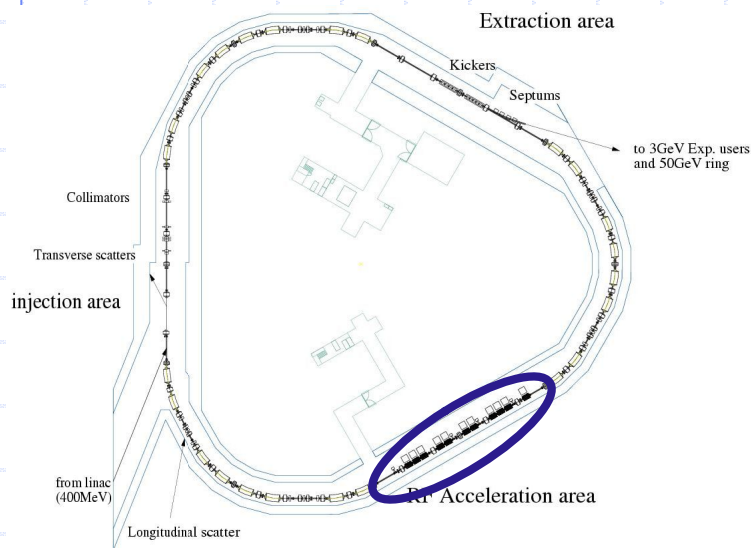 Extraction area
Kickers
Septums
to 3GeV Exp. users
and 50GeV ring
Collimators
Transverse scatters
injection area
from linac
(400MeV)
RF Acceleration area
Longitudinal scatter